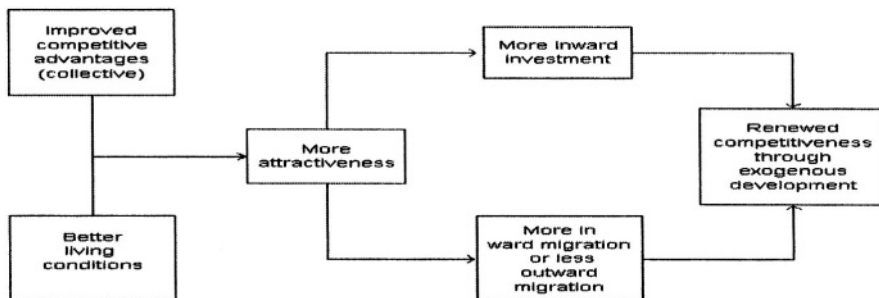 Improved
competitive
advantages
(collective)
More inward
investment
More
attractiveness
Renewed
competitiveness
through
exogenous
development
Better
living
conditions
More in
ward migration
or less
outward
migration